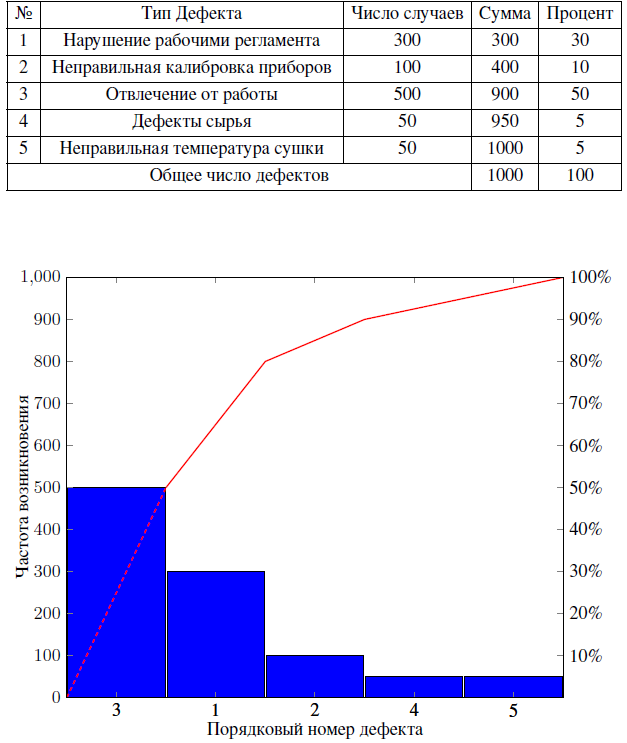 № Тип Дефекта Число случаев Сумма Процент
1 Нарушение рабочими регламента 300 300 30
2 Неправильная калибровка приборов 100 400 10
3 Отвлечение от работы 500 900 50
4 Дефекты сырья 50 950 5
5 Неправильная температура сушки 50 1000 5
Общее число дефектов 1000 100
1,000 100%
900 90%
800 80%
700 70%
600 60%
500 50%
400 40%
300 30%
200 20%
100 10%
0
Частота возникновения
3 1 2 4 5
Порядковый номер дефекта